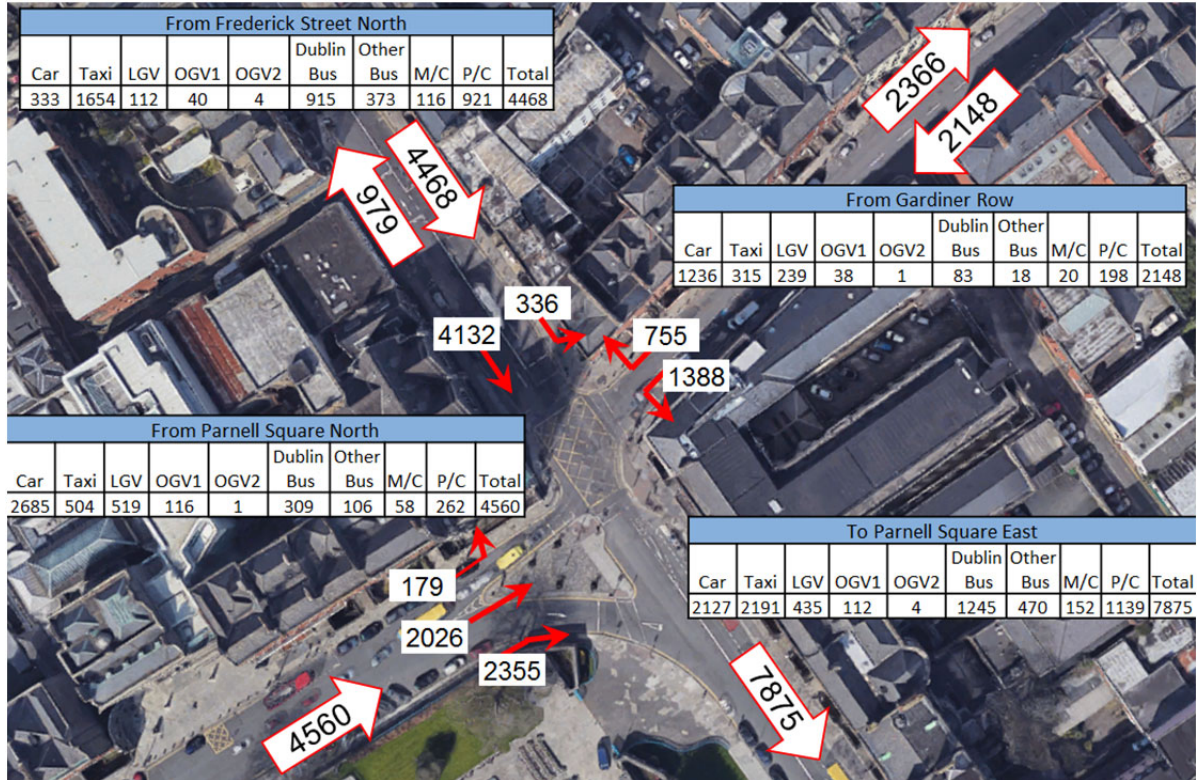 From Frederick Street North
Car Taxi LGV OGV1 OGV2 Dublin Bus Other Bus M/C P/C Total
333 1654 112 40 4 915 373 116 921 4468
2366
2148
4468
979
From Gardiner Row
Car Taxi LGV OGV1 OGV2 Dublin Bus Other Bus M/C P/C Total
1236 315 239 38 1 83 18 20 198 2148
336
4132
755
1388
From Parnell Square North
Car Taxi LGV OGV1 OGV2 Dublin Bus Other Bus M/C P/C Total
2685 504 519 116 1 309 106 58 262 4560
To Parnell Square East
Car Taxi LGV OGV1 OGV2 Dublin Bus Other Bus M/C P/C Total
2127 2191 435 112 4 1245 470 152 1139 7875
179
2026
2355
4560
7875